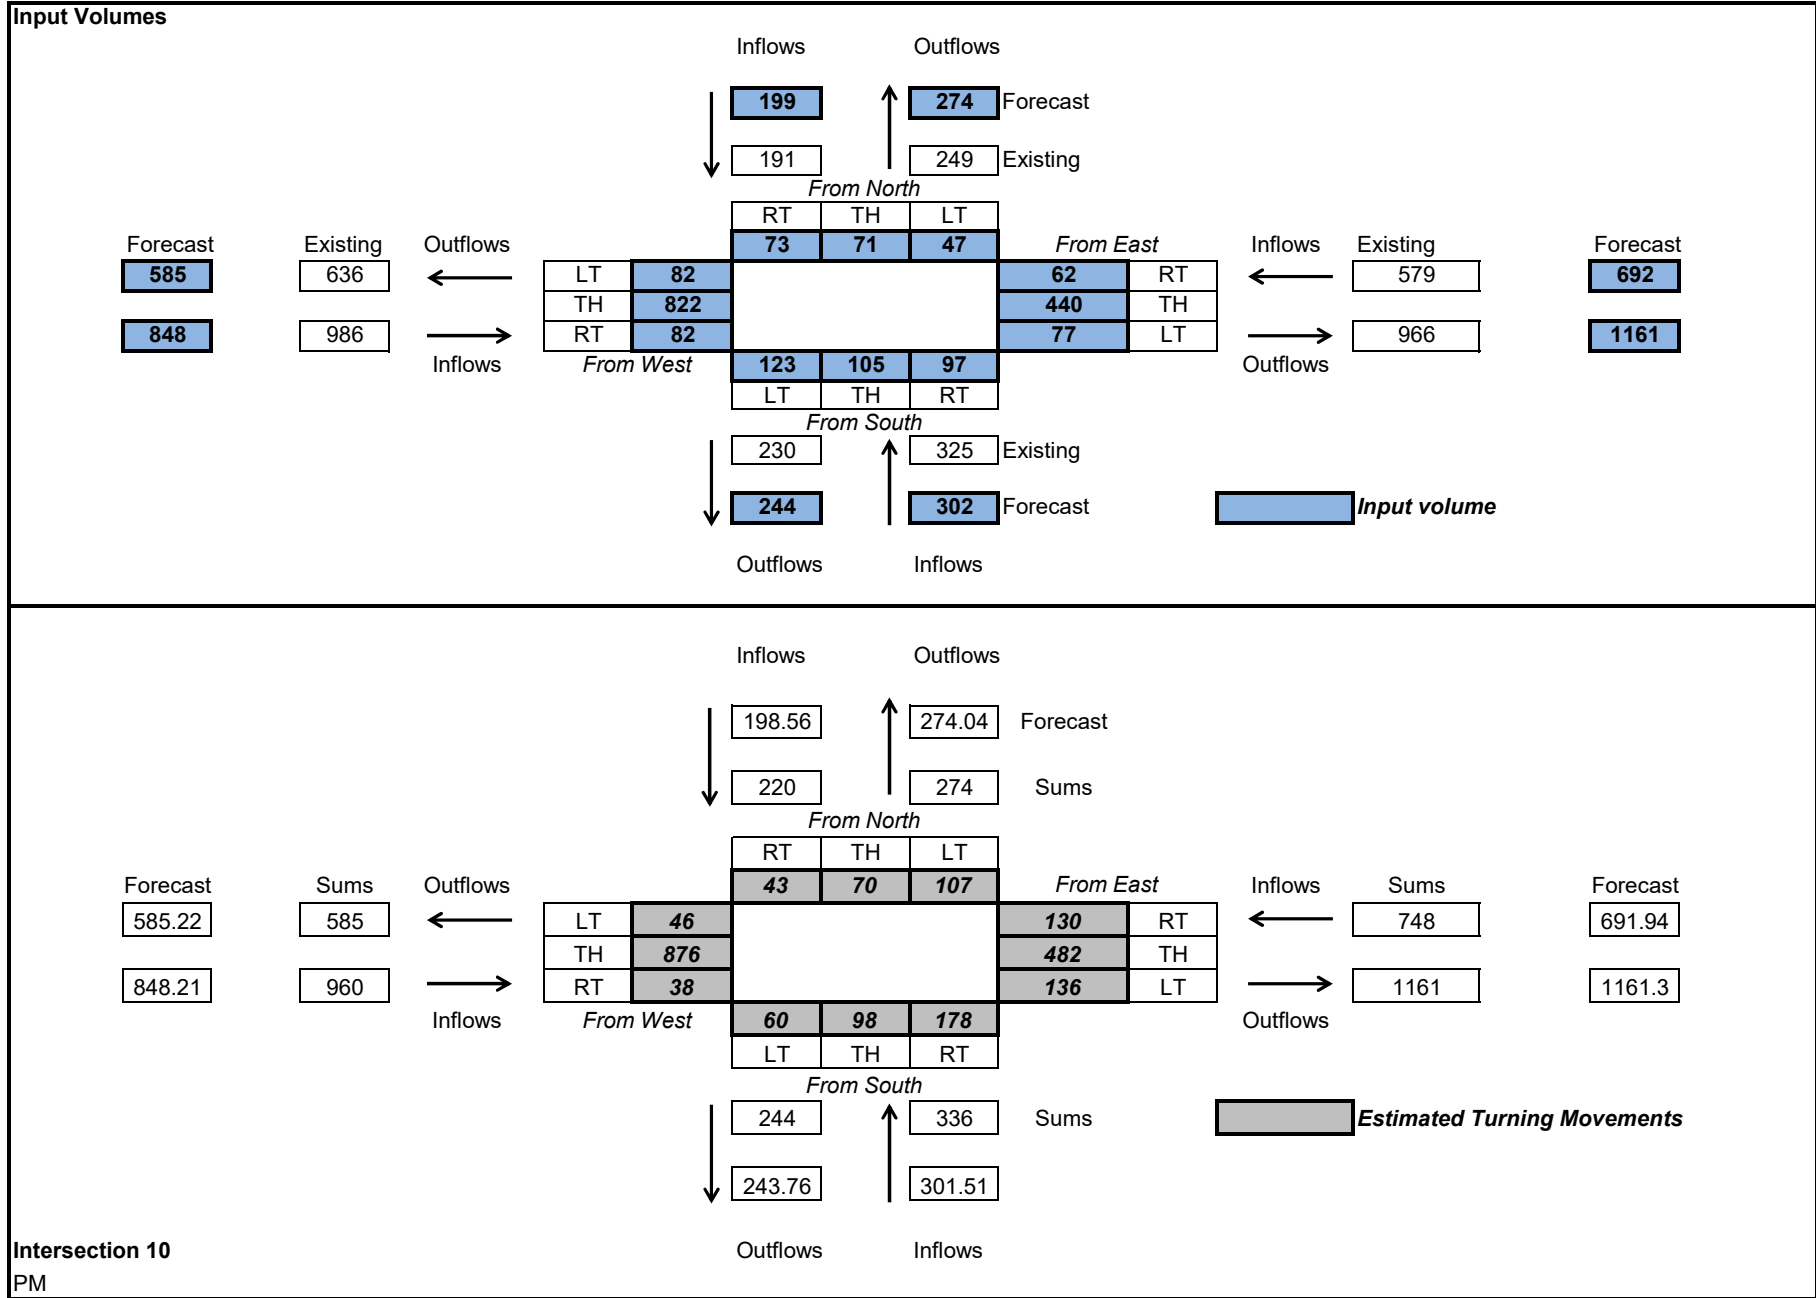 Input Volumes
Inflows Outflows
199 274 Forecast
191 249 Existing
From North
RT TH LT
Forecast Existing Outflows 73 71 47 From East Inflows Existing Forecast
585 636 LT 82 62 RT 579 692
TH 822 440 TH
848 986 RT 82 77 LT 966 1161
Inflows From West 123 105 97 Outflows
LT TH RT
From South
230 325 Existing
244 302 Forecast Input volume
Outflows Inflows
Inflows Outflows
198.56 274.04 Forecast
220 274 Sums
From North
RT TH LT
Forecast Sums Outflows 43 70 107 From East Inflows Sums Forecast
585.22 585 LT 46 130 RT 748 691.94
TH 876 482 TH
848.21 960 RT 38 136 LT 1161 1161.3
Inflows From West 60 98 178 Outflows
LT TH RT
From South
244 336 Sums Estimated Turning Movements
243.76 301.51
Intersection 10 Outflows Inflows
PM